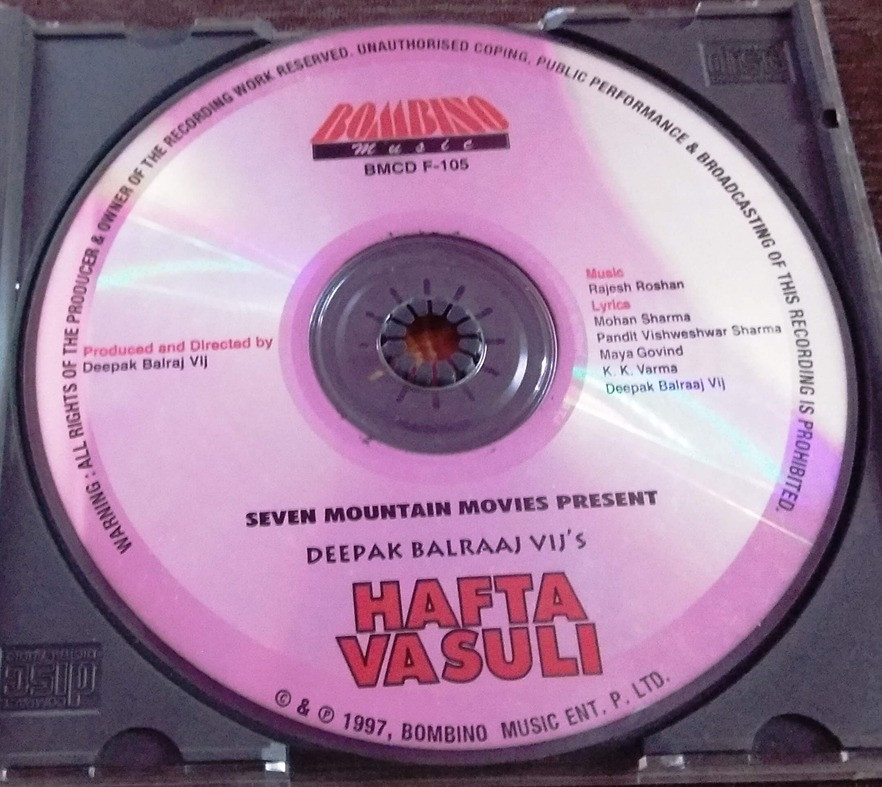 WARNING : ALL RIGHTS OF THE PRODUCER & OWNER OF THE RECORDING WORK RESERVED. UNAUTHORISED COPING, PUBLIC PERFORMANCE & BROADCASTING OF THIS RECORDING IS PROHIBITED.
BOMBINO
Music
BMCD F-105
Produced and Directed by
Deepak Balraj Vij
Music
Rajesh Roshan
Lyrics
Mohan Sharma
Pandit Vishweshwar Sharma
Maya Govind
K. K. Varma
Deepak Balraaj Vij
SEVEN MOUNTAIN MOVIES PRESENT
DEEPAK BALRAAJ VIJ'S
HAFTA
VASULI
© & ℗ 1997, BOMBINO MUSIC ENT. P. LTD.
disc